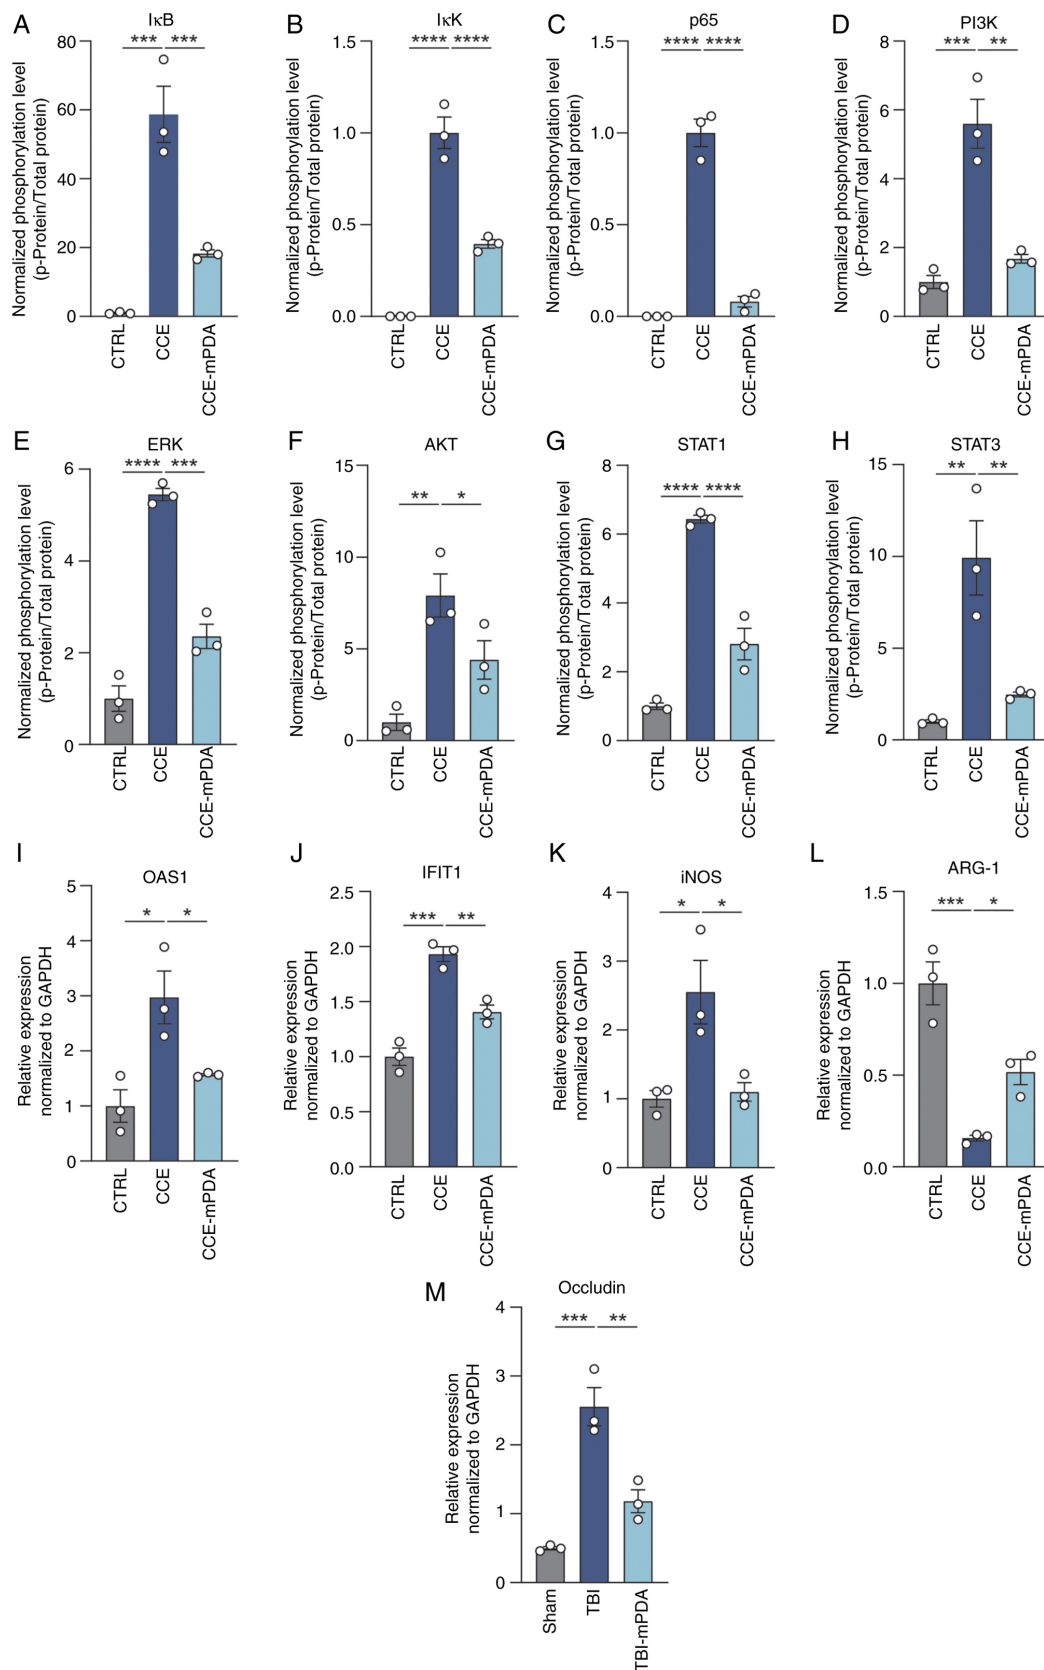 A
IκB
*** ***
Normalized phosphorylation level
(p-Protein/Total protein)
80
60
40
20
0
CTRL
CCE
CCE-mPDA
B
IκK
**** ****
Normalized phosphorylation level
(p-Protein/Total protein)
1.5
1.0
0.5
0.0
CTRL
CCE
CCE-mPDA
C
p65
**** ****
Normalized phosphorylation level
(p-Protein/Total protein)
1.5
1.0
0.5
0.0
CTRL
CCE
CCE-mPDA
D
PI3K
*** **
Normalized phosphorylation level
(p-Protein/Total protein)
8
6
4
2
0
CTRL
CCE
CCE-mPDA
E
ERK
**** ***
Normalized phosphorylation level
(p-Protein/Total protein)
6
4
2
0
CTRL
CCE
CCE-mPDA
F
AKT
** *
Normalized phosphorylation level
(p-Protein/Total protein)
15
10
5
0
CTRL
CCE
CCE-mPDA
G
STAT1
**** ****
Normalized phosphorylation level
(p-Protein/Total protein)
8
6
4
2
0
CTRL
CCE
CCE-mPDA
H
STAT3
** **
Normalized phosphorylation level
(p-Protein/Total protein)
15
10
5
0
CTRL
CCE
CCE-mPDA
I
OAS1
* *
Relative expression
normalized to GAPDH
5
4
3
2
1
0
CTRL
CCE
CCE-mPDA
J
IFIT1
*** **
Relative expression
normalized to GAPDH
2.5
2.0
1.5
1.0
0.5
0.0
CTRL
CCE
CCE-mPDA
K
iNOS
* *
Relative expression
normalized to GAPDH
4
3
2
1
0
CTRL
CCE
CCE-mPDA
L
ARG-1
*** *
Relative expression
normalized to GAPDH
1.5
1.0
0.5
0.0
CTRL
CCE
CCE-mPDA
M
Occludin
*** **
Relative expression
normalized to GAPDH
4
3
2
1
0
Sham
TBI
TBI-mPDA